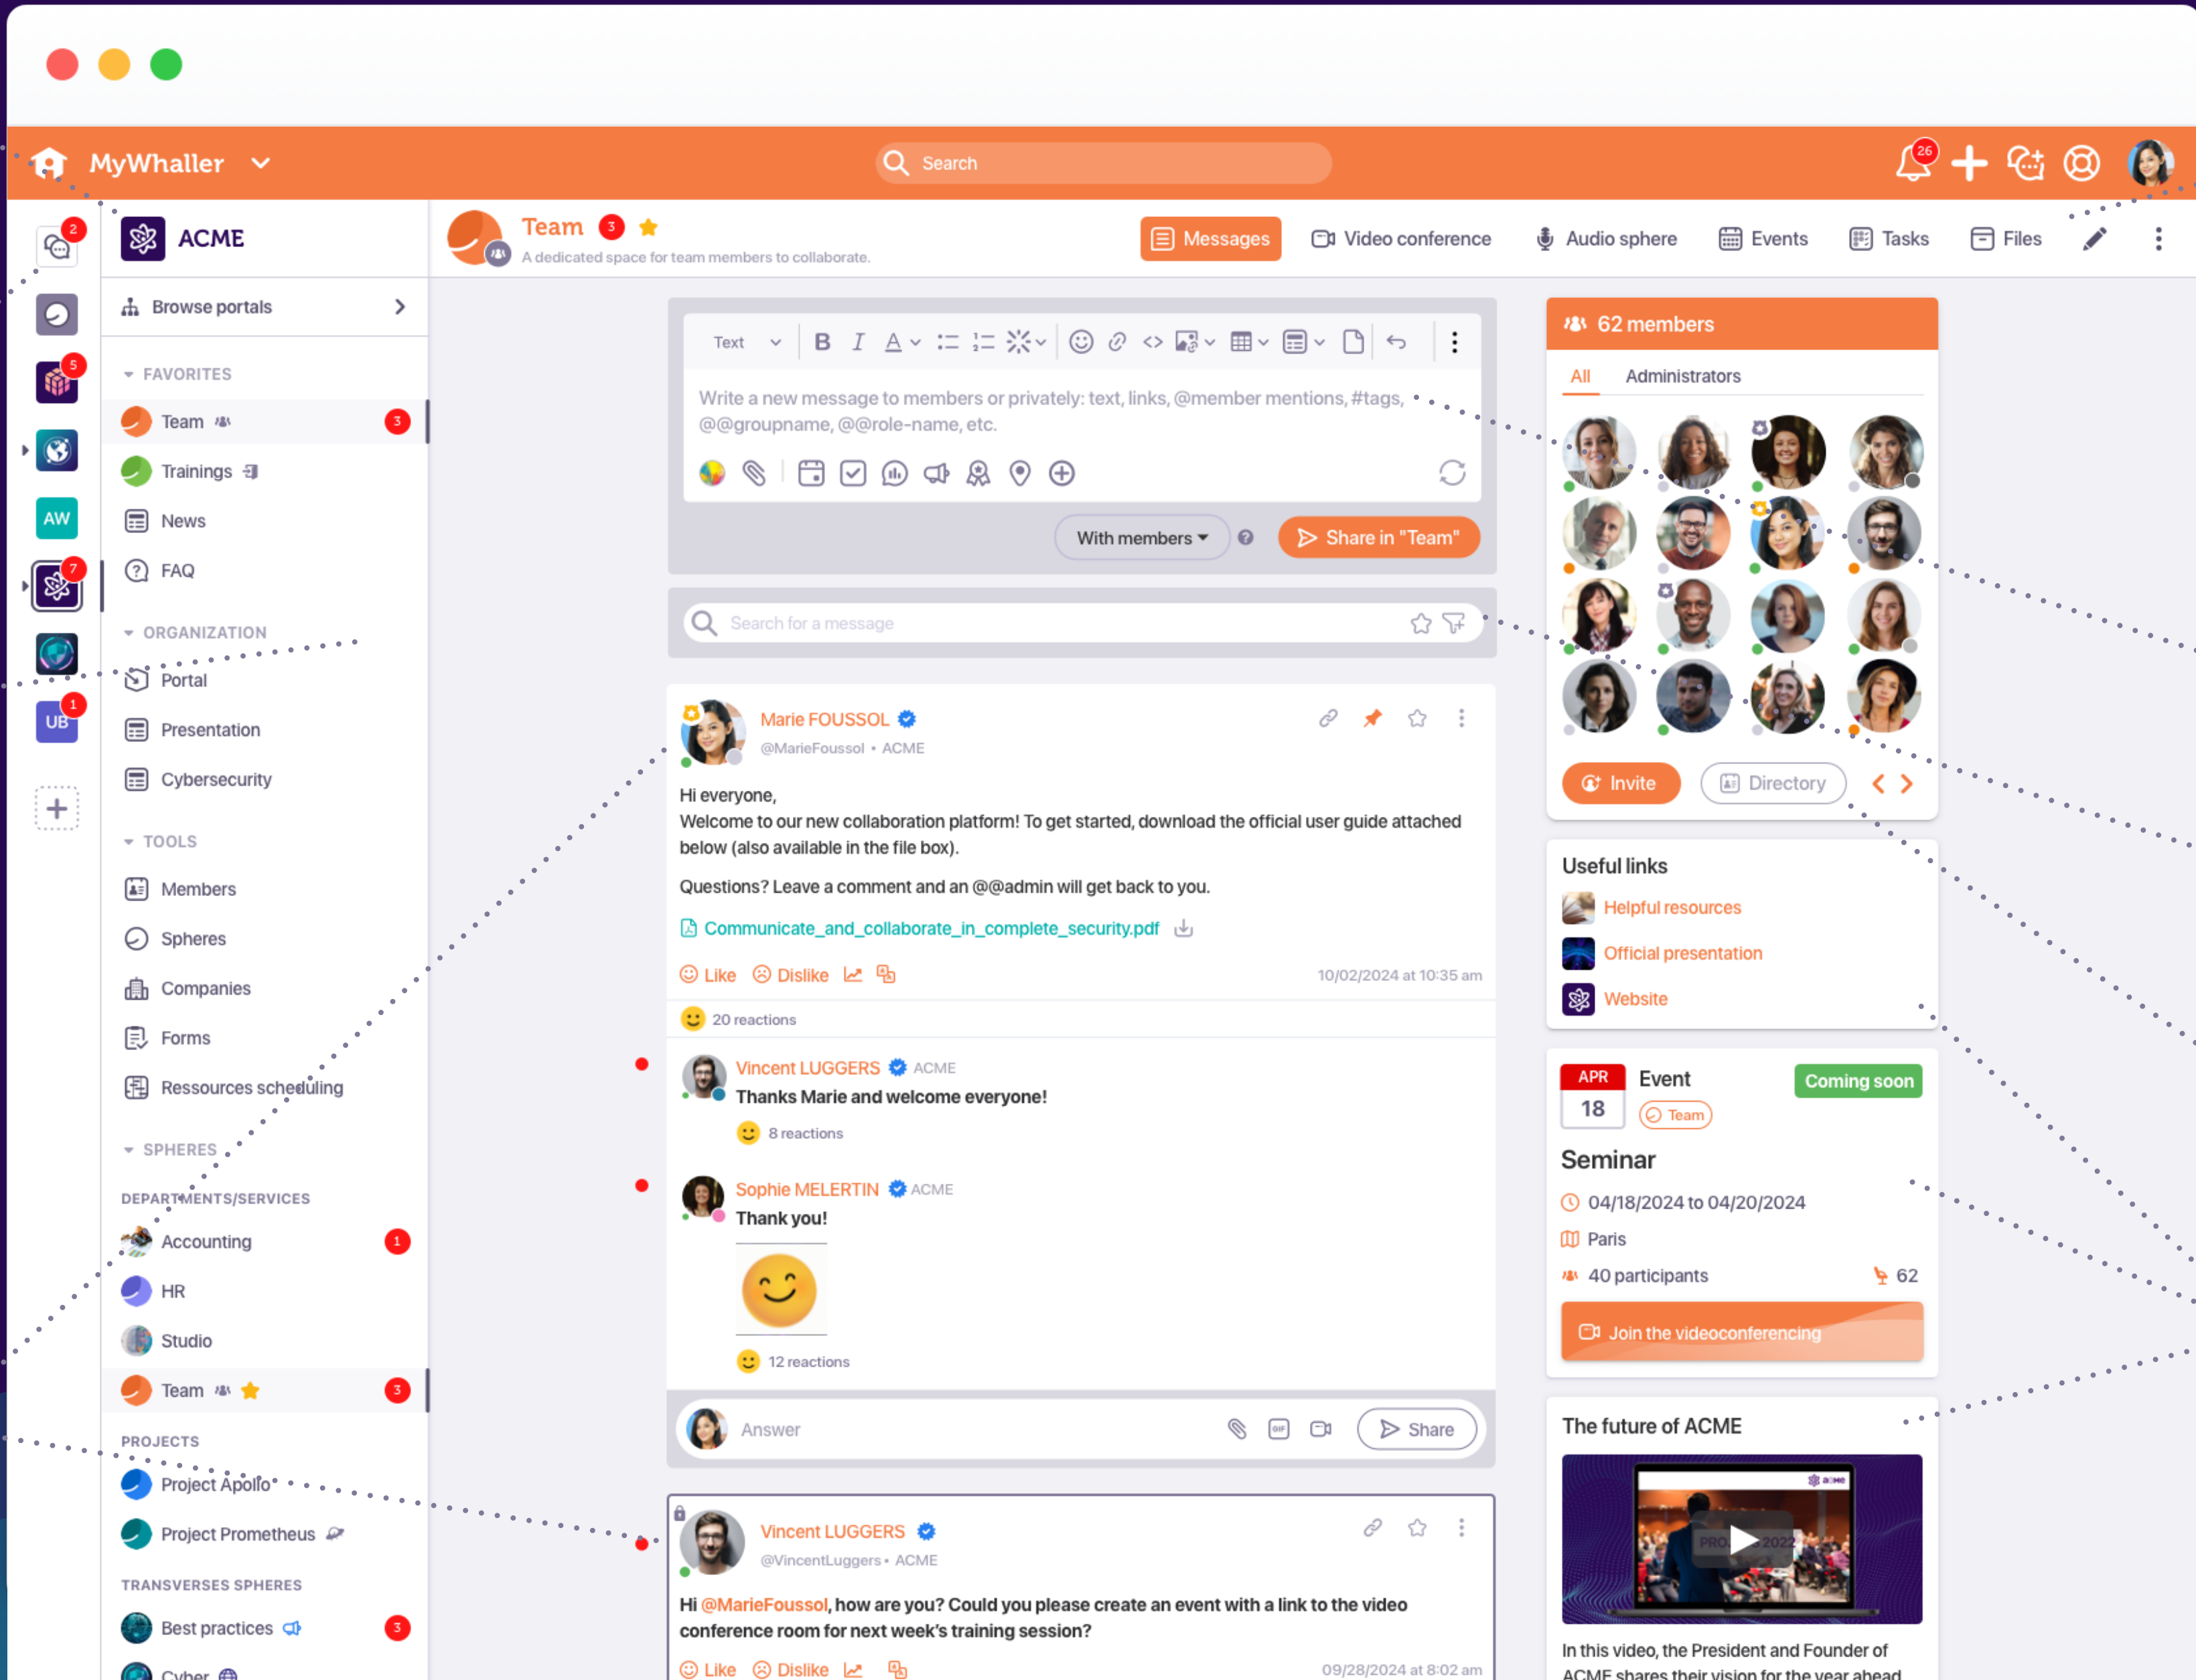 MyWhaller
Search
26
2
5
AW
7
UB
1
ACME
Browse portals
FAVORITES
Team
3
Trainings
News
FAQ
ORGANIZATION
Portal
Presentation
Cybersecurity
TOOLS
Members
Spheres
Companies
Forms
Ressources scheduling
SPHERES
DEPARTMENTS/SERVICES
Accounting
1
HR
Studio
Team
3
PROJECTS
Project Apollo
Project Prometheus
TRANSVERSES SPHERES
Best practices
3
Cyber
Team
3
A dedicated space for team members to collaborate.
Messages
Video conference
Audio sphere
Events
Tasks
Files
Text
B
I
A
Write a new message to members or privately: text, links, @member mentions, #tags,
@@groupname, @@role-name, etc.
With members
?
Share in "Team"
Search for a message
Marie FOUSSOL
@MarieFoussol • ACME
Hi everyone,
Welcome to our new collaboration platform! To get started, download the official user guide attached
below (also available in the file box).
Questions? Leave a comment and an @@admin will get back to you.
Communicate_and_collaborate_in_complete_security.pdf
Like
Dislike
10/02/2024 at 10:35 am
20 reactions
Vincent LUGGERS ACME
Thanks Marie and welcome everyone!
8 reactions
Sophie MELERTIN ACME
Thank you!
12 reactions
Answer
GIF
Share
Vincent LUGGERS
@VincentLuggers • ACME
Hi @MarieFoussol, how are you? Could you please create an event with a link to the video
conference room for next week's training session?
Like
Dislike
09/28/2024 at 8:02 am
62 members
All
Administrators
Invite
Directory
Useful links
Helpful resources
Official presentation
Website
APR
18
Event
Team
Coming soon
Seminar
04/18/2024 to 04/20/2024
Paris
40 participants
62
Join the videoconferencing
The future of ACME
acme
2022
In this video, the President and Founder of
ACME shares their vision for the year ahead